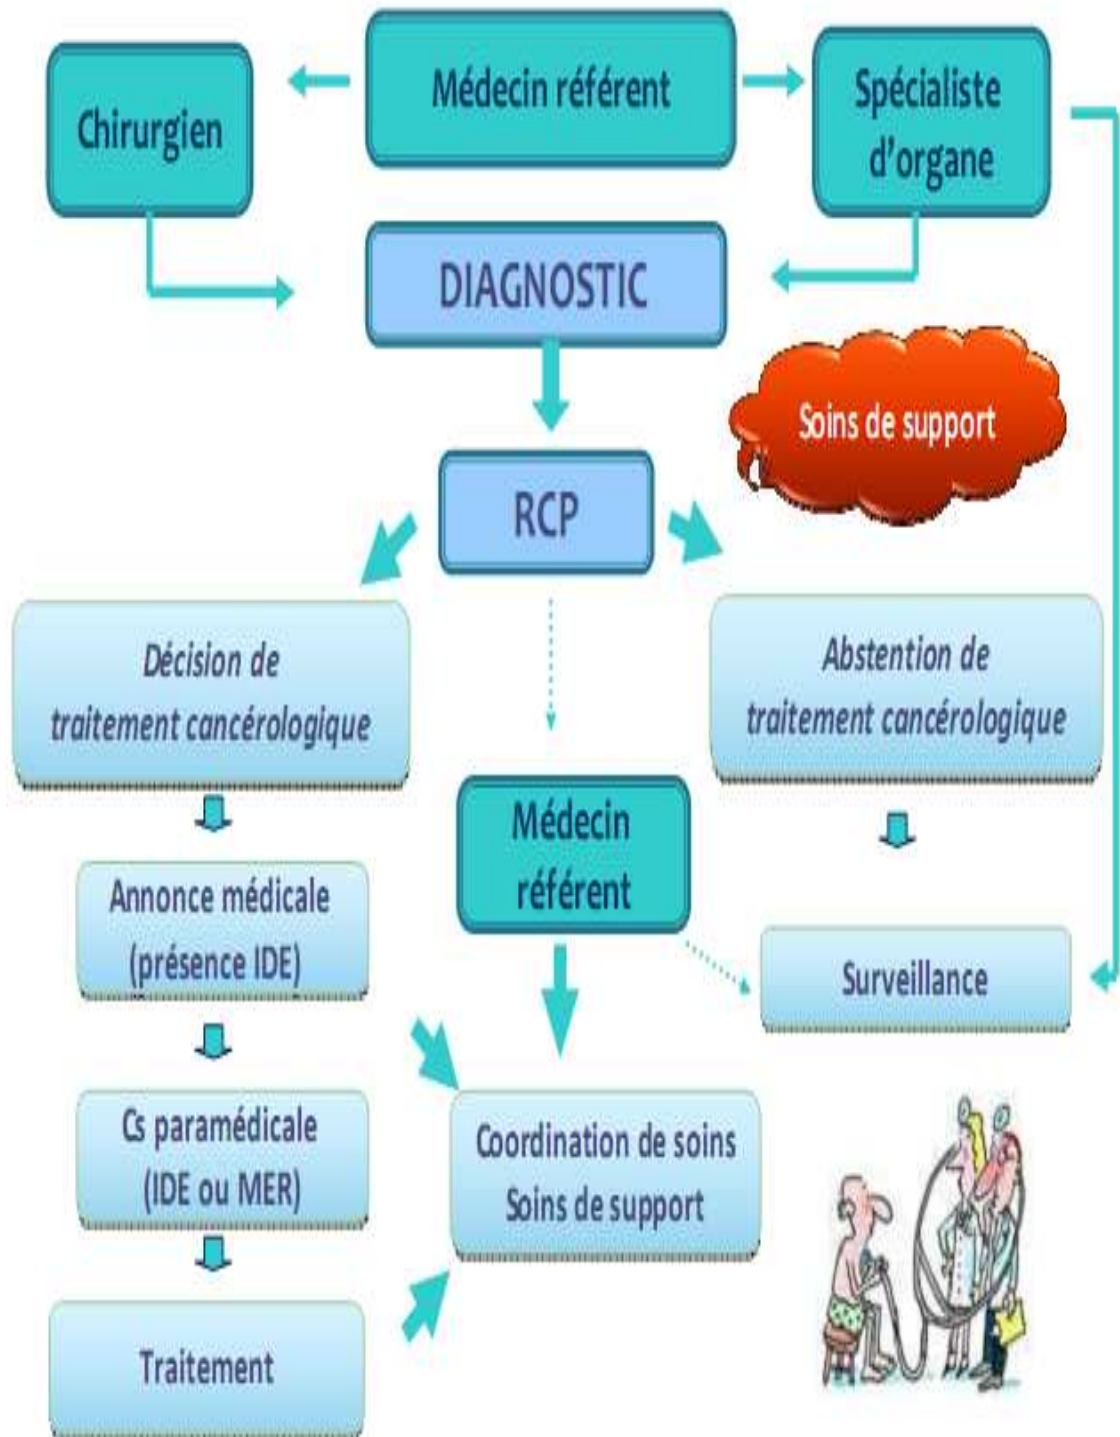 Médecin référent
Chirurgien
Spécialiste
d'organe
DIAGNOSTIC
Soins de support
RCP
Décision de
traitement cancérologique
Abstention de
traitement cancérologique
Médecin
référent
Annonce médicale
(présence IDE)
Surveillance
Cs paramédicale
(IDE ou MER)
Coordination de soins
Soins de support
Traitement